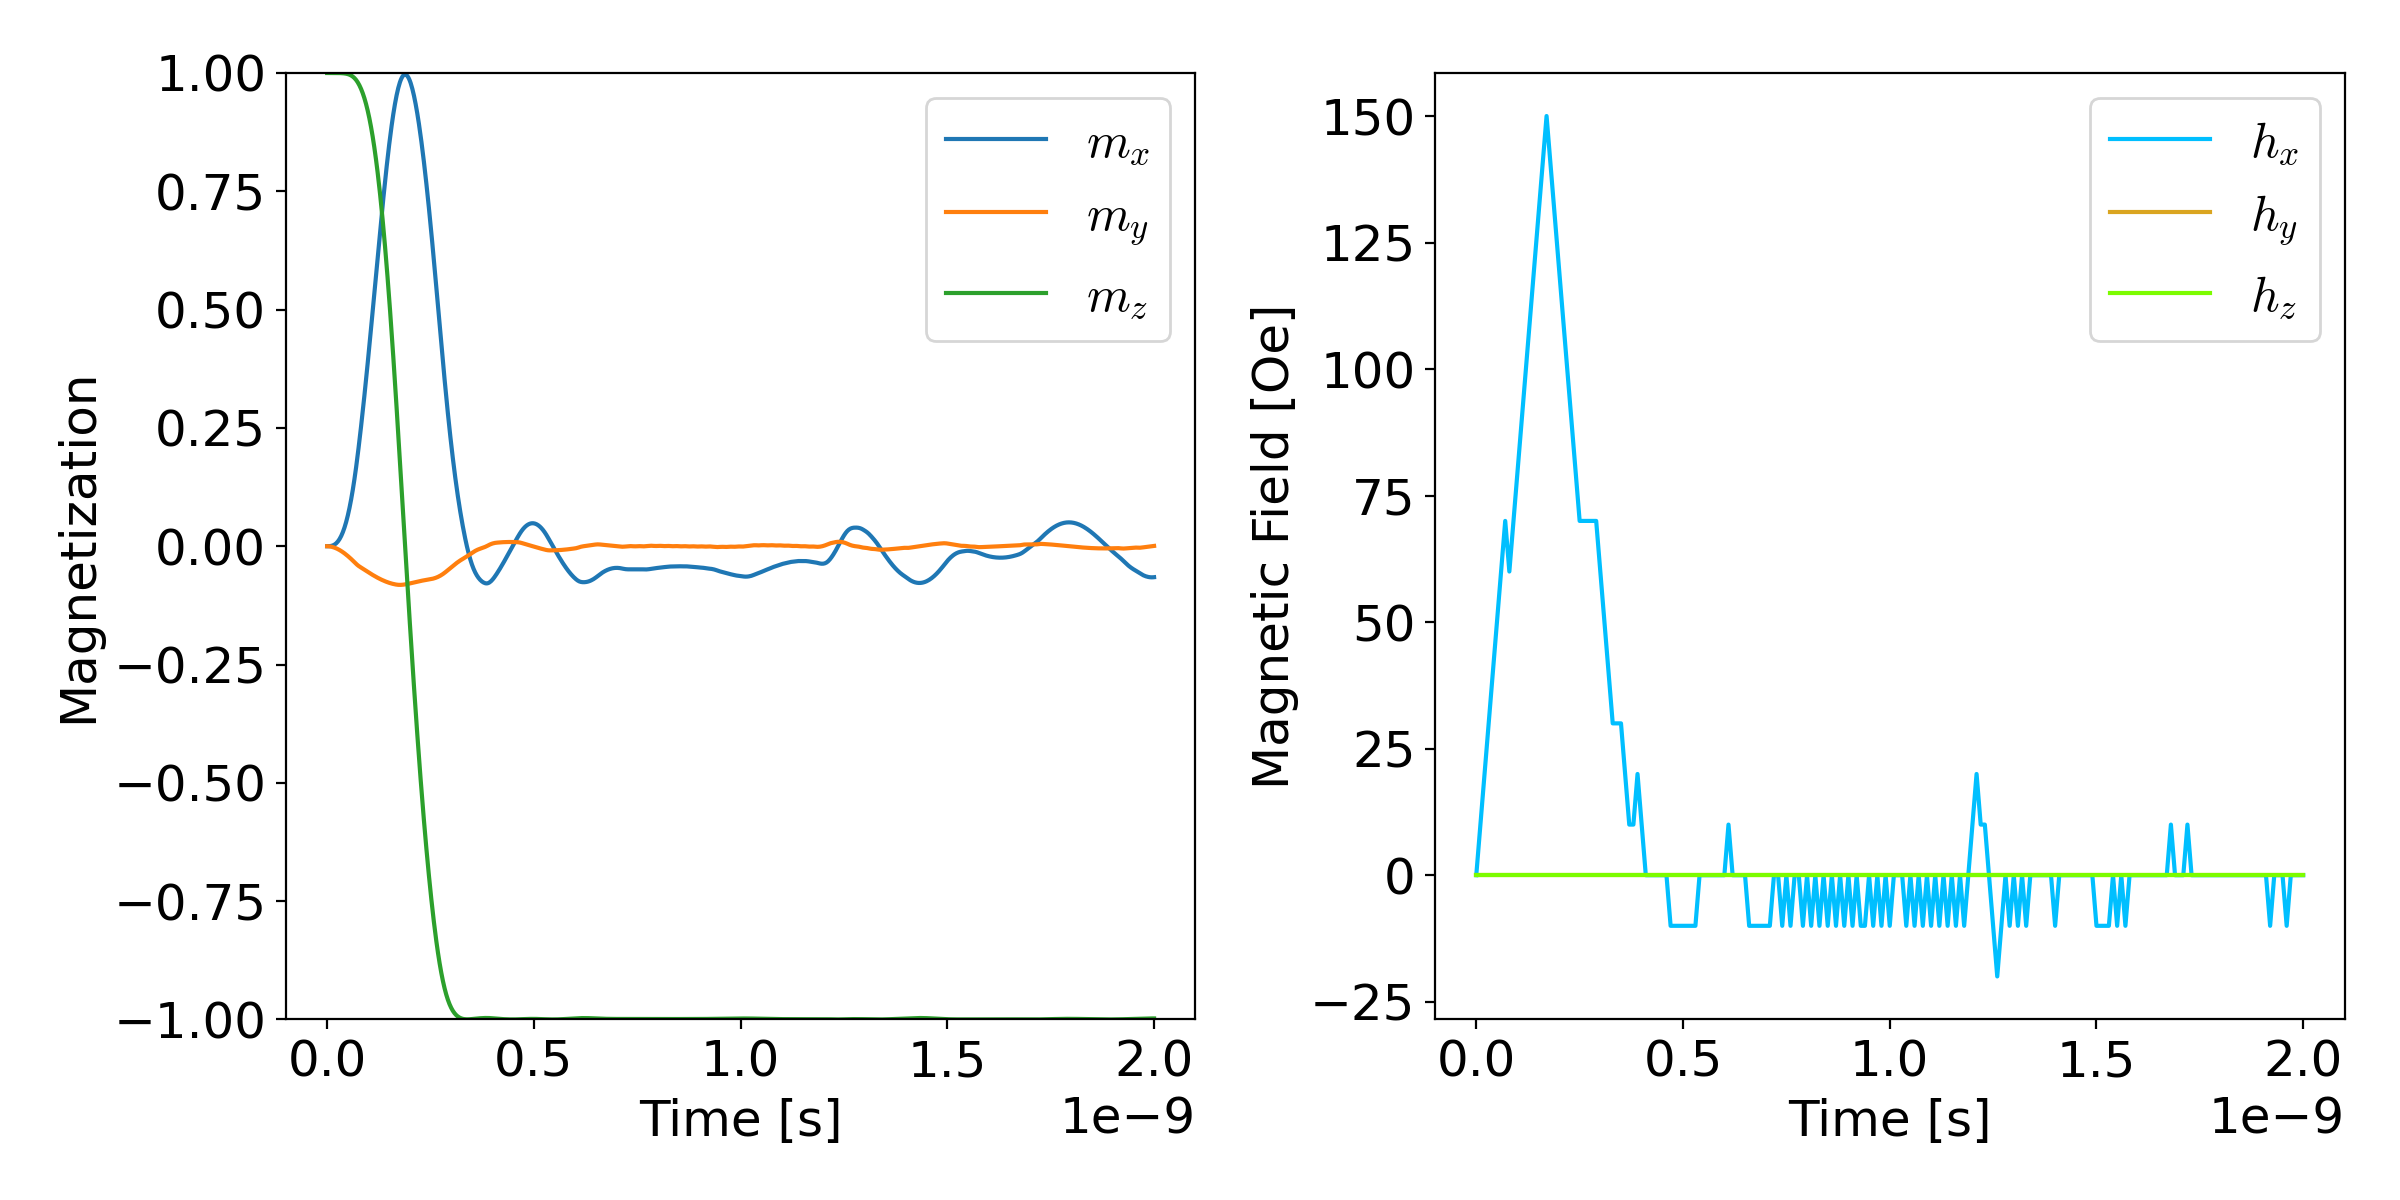 Magnetization
1.00
0.75
0.50
0.25
0.00
−0.25
−0.50
−0.75
−1.00
0.0 0.5 1.0 1.5 2.0
Time [s]
1e−9
m_x
m_y
m_z
Magnetic Field [Oe]
150
125
100
75
50
25
0
−25
0.0 0.5 1.0 1.5 2.0
Time [s]
1e−9
h_x
h_y
h_z